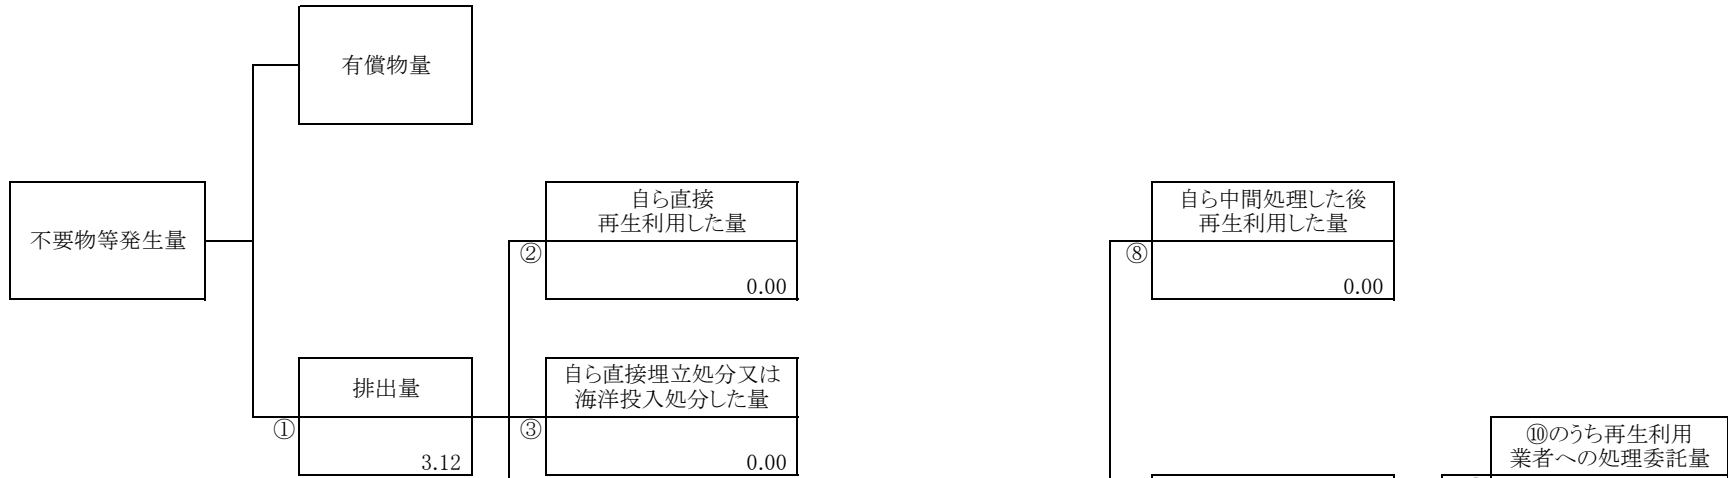 有償物量
不要物等発生量
自ら直接
再生利用した量
②
0.00
自ら中間処理した後
再生利用した量
⑧
0.00
排出量
①
3.12
自ら直接埋立処分又は
海洋投入処分した量
③
0.00
⑩のうち再生利用
業者への処理委託量